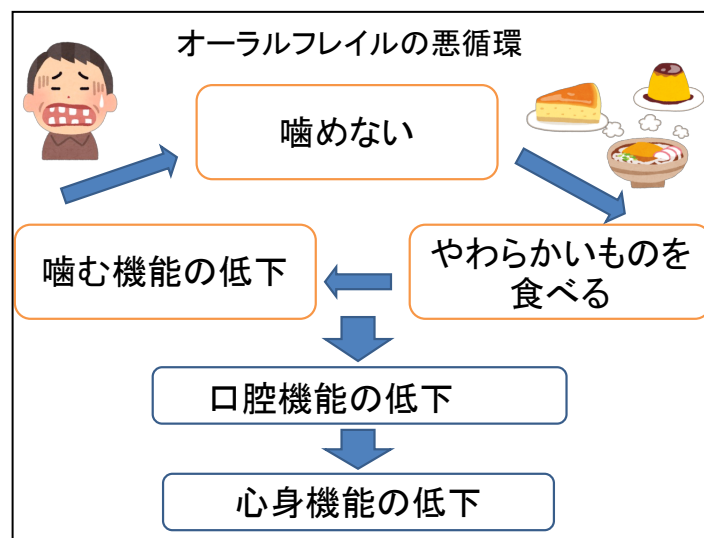 オーラルフレイルの悪循環
噛めない
やわらかいものを
食べる
噛む機能の低下
口腔機能の低下
心身機能の低下